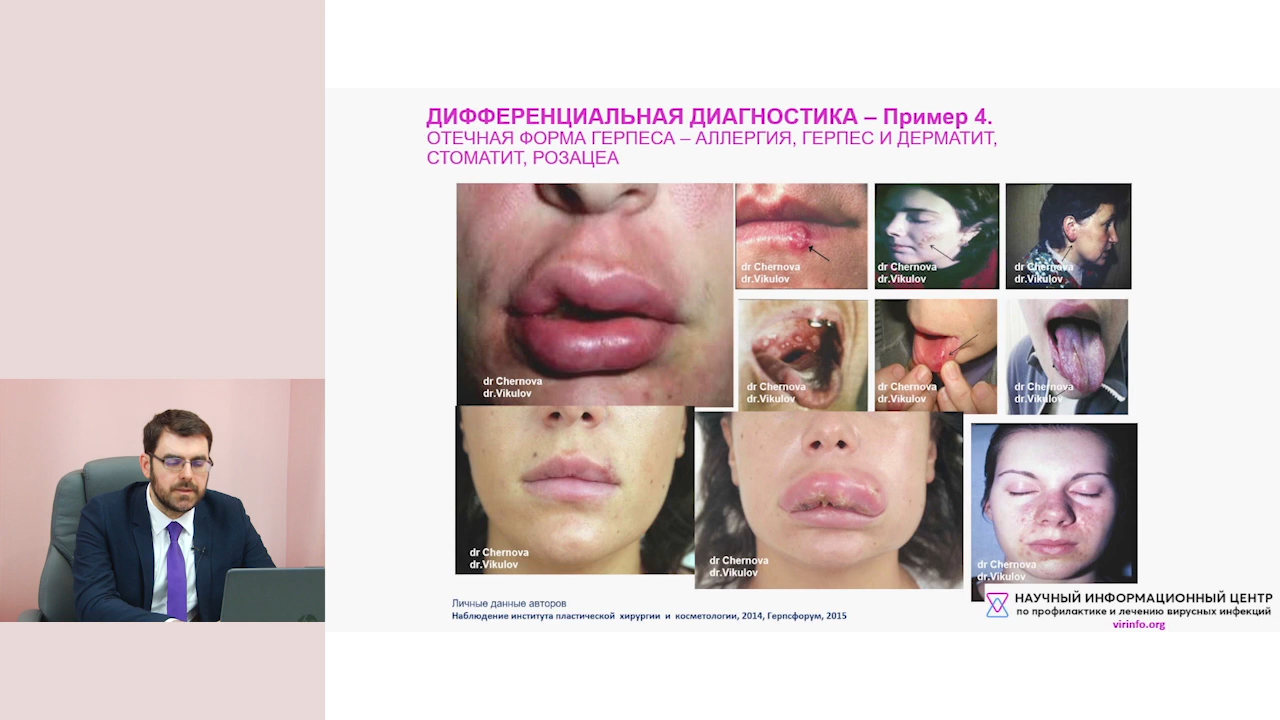 ДИФФЕРЕНЦИАЛЬНАЯ ДИАГНОСТИКА – Пример 4.
ОТЕЧНАЯ ФОРМА ГЕРПЕСА – АЛЛЕРГИЯ, ГЕРПЕС И ДЕРМАТИТ,
СТОМАТИТ, РОЗАЦЕА
dr Chernova
dr.Vikulov
dr Chernova
dr.Vikulov
dr Chernova
dr.Vikulov
dr Chernova
dr.Vikulov
dr Chernova
dr.Vikulov
dr Chernova
dr.Vikulov
dr Chernova
dr.Vikulov
dr Chernova
dr.Vikulov
dr Chernova
dr.Vikulov
dr Chernova
dr.Vikulov
Личные данные авторов
Наблюдение института пластической хирургии и косметологии, 2014, Герпсфорум, 2015
НАУЧНЫЙ ИНФОРМАЦИОННЫЙ ЦЕНТР
по профилактике и лечению вирусных инфекций
virinfo.org